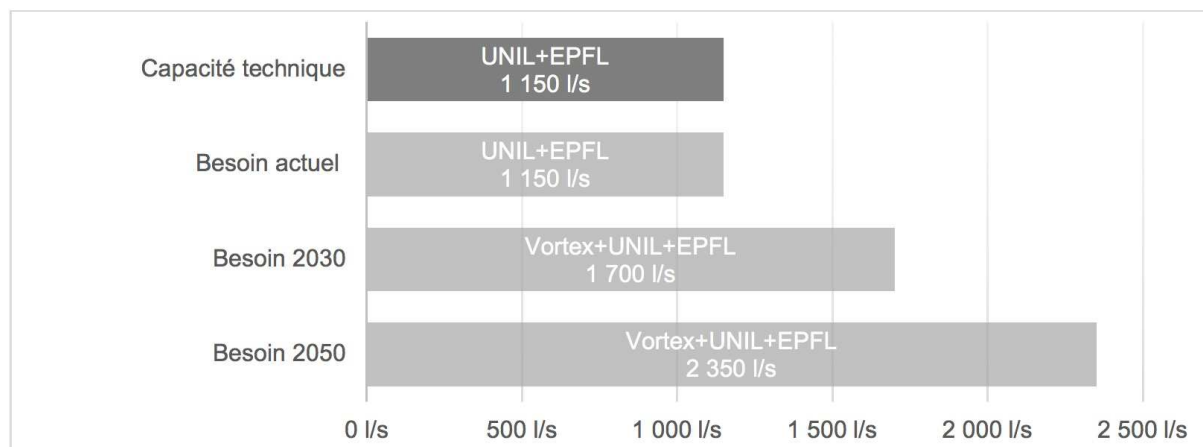 Capacité technique
UNIL+EPFL
1 150 l/s
Besoin actuel
UNIL+EPFL
1 150 l/s
Besoin 2030
Vortex+UNIL+EPFL
1 700 l/s
Besoin 2050
Vortex+UNIL+EPFL
2 350 l/s
0 l/s 500 l/s 1 000 l/s 1 500 l/s 2 000 l/s 2 500 l/s